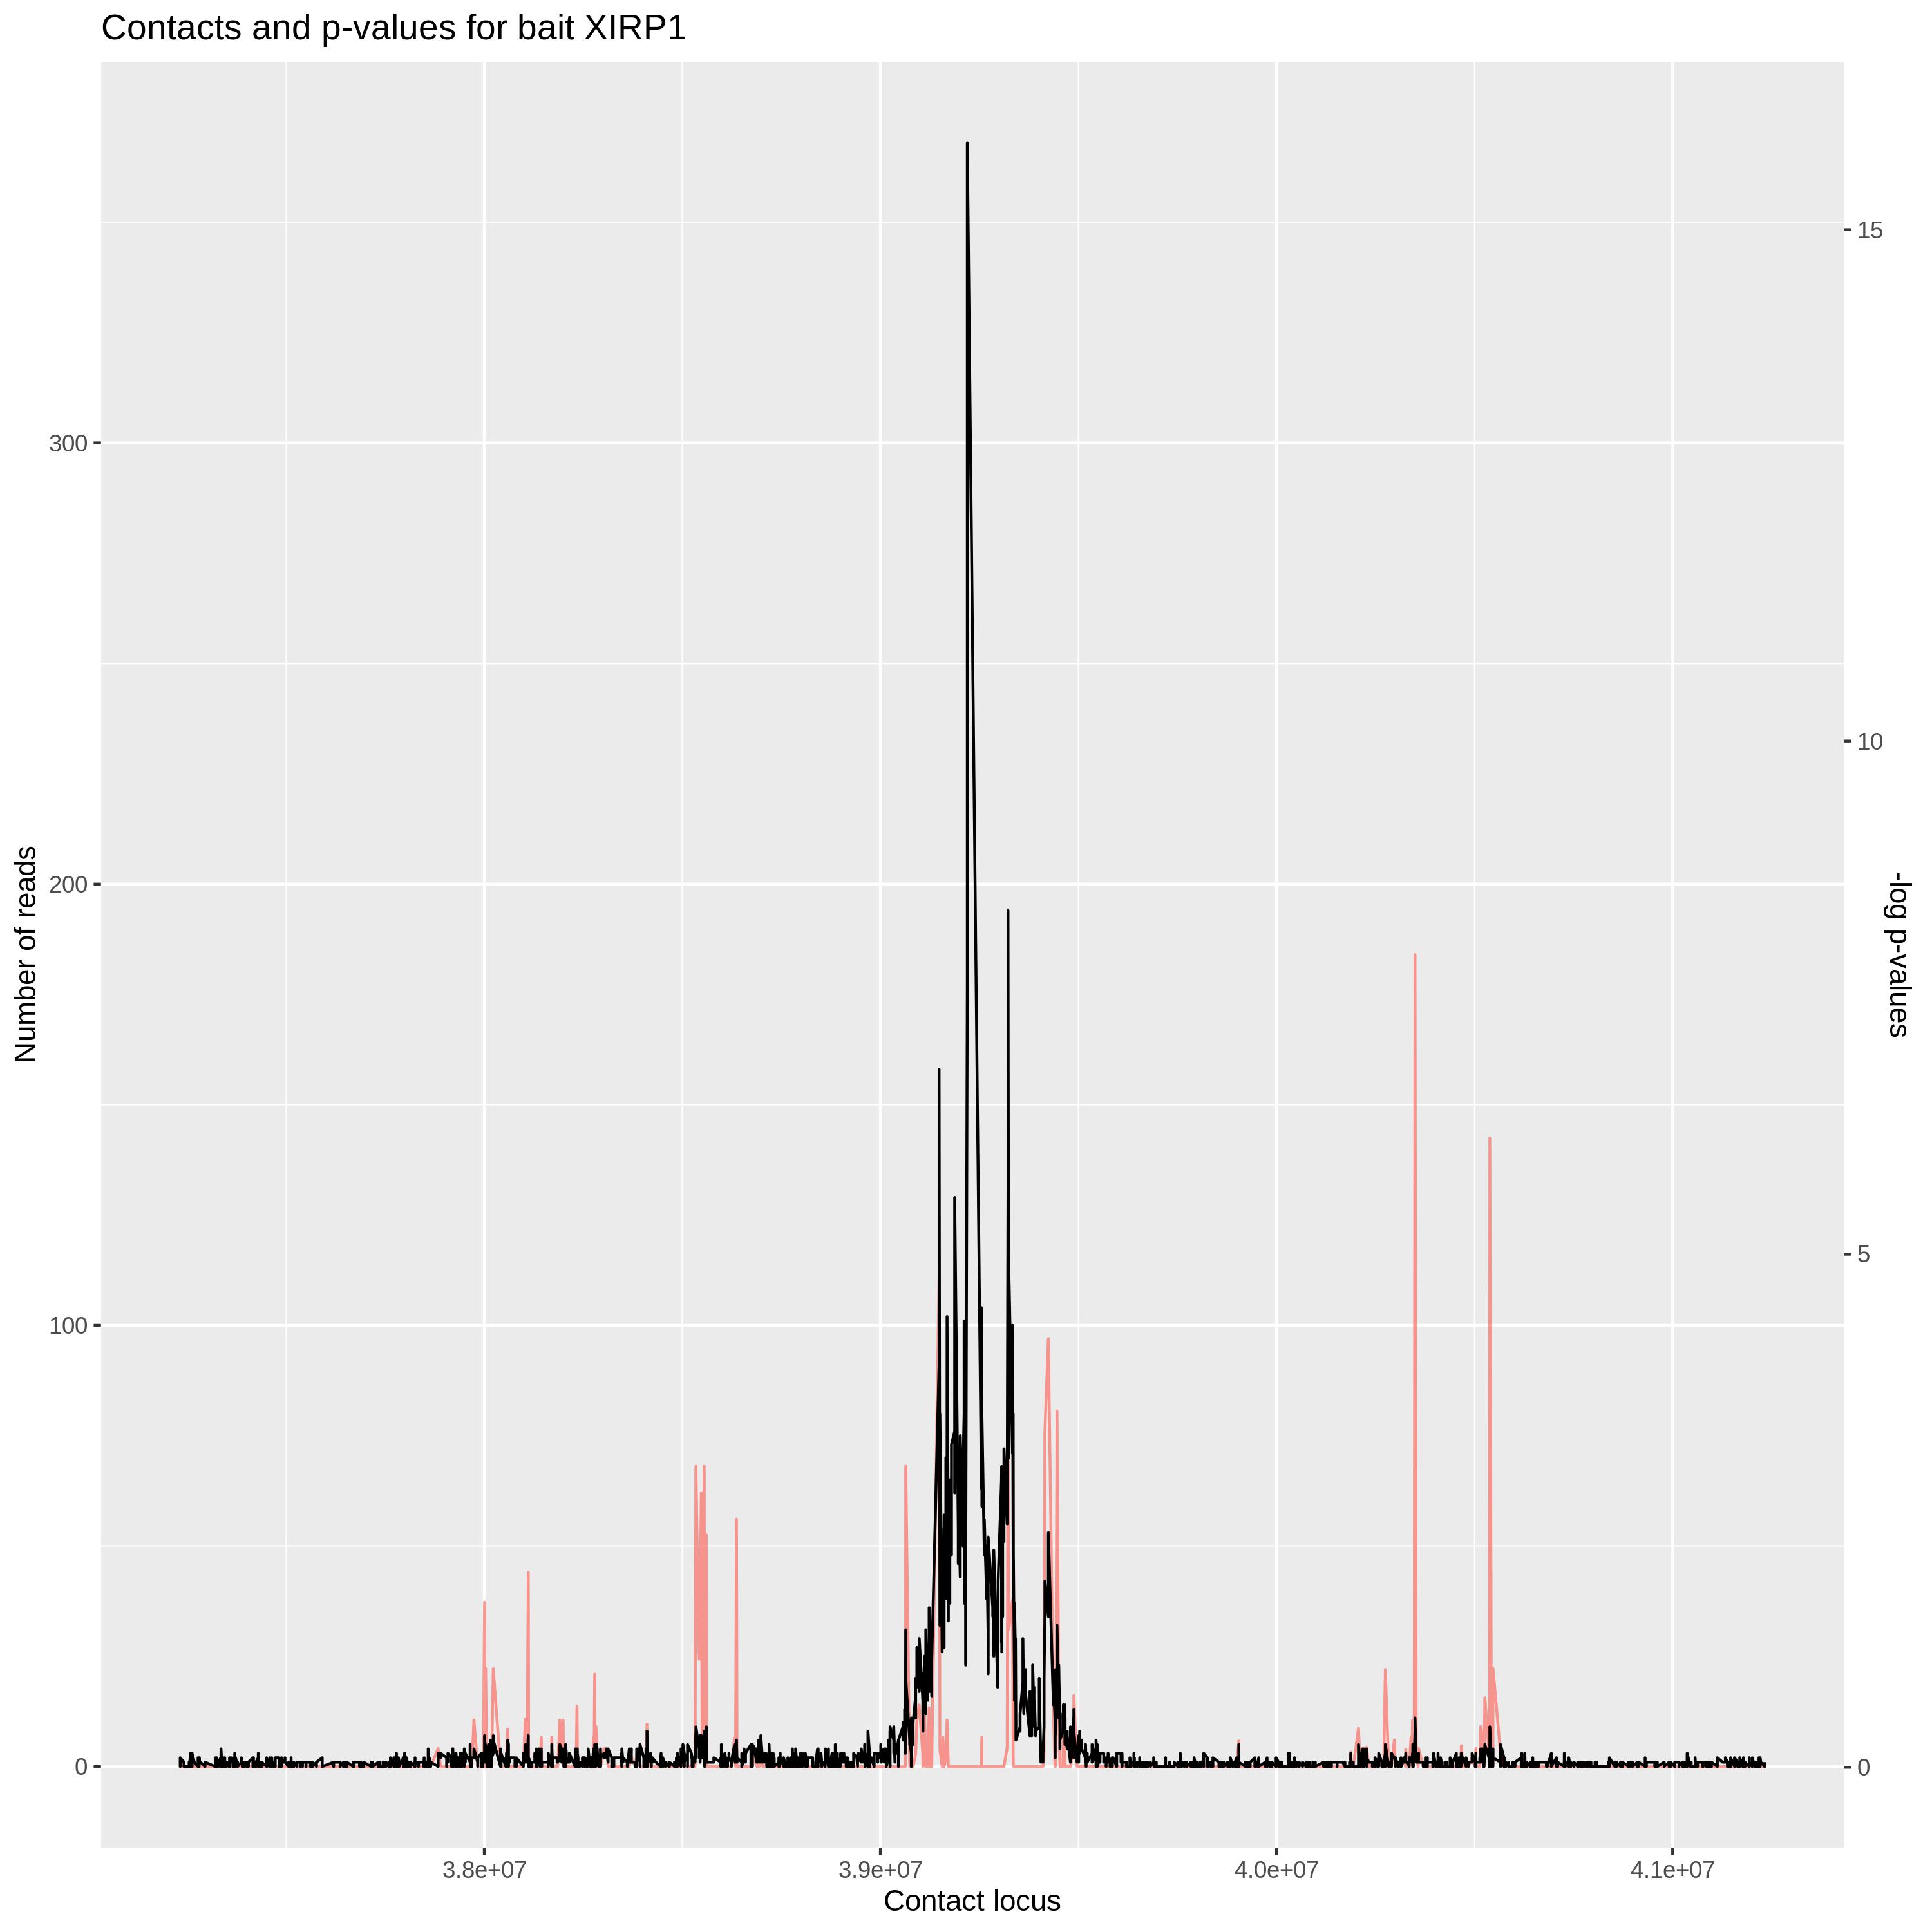 Contacts and p-values for bait XIRP1
300
200
100
0
15
10
5
0
Number of reads
-log p-values
3.8e+07
3.9e+07
4.0e+07
4.1e+07
Contact locus